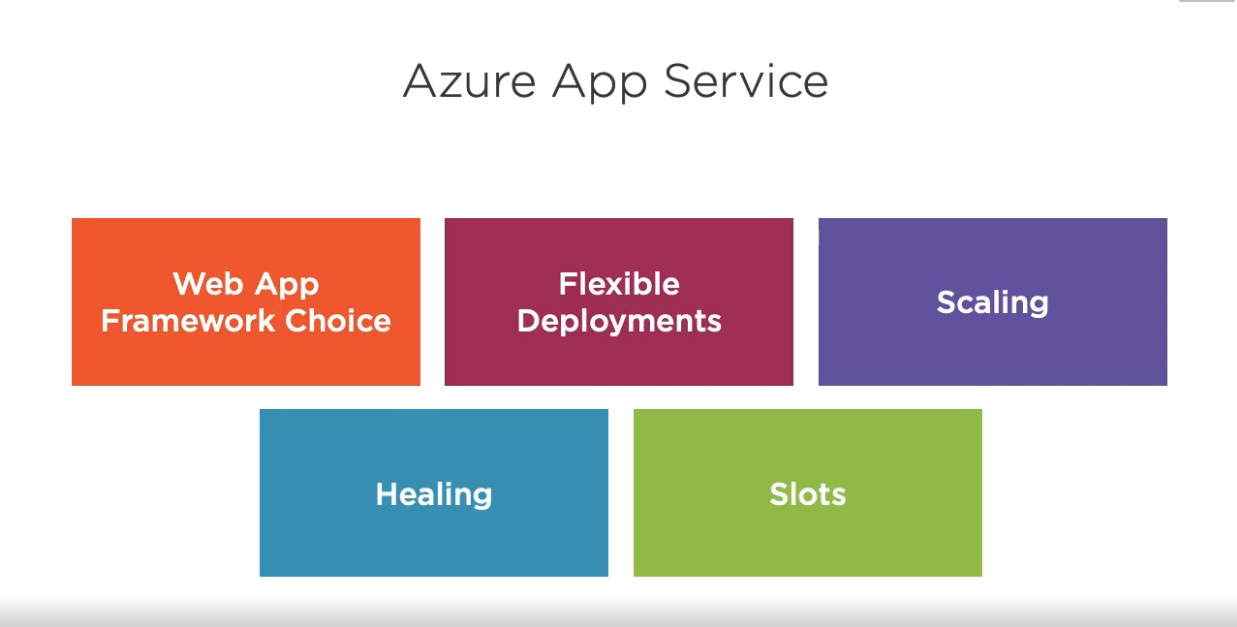 Azure App Service
Web App
Framework Choice
Flexible
Deployments
Scaling
Healing
Slots